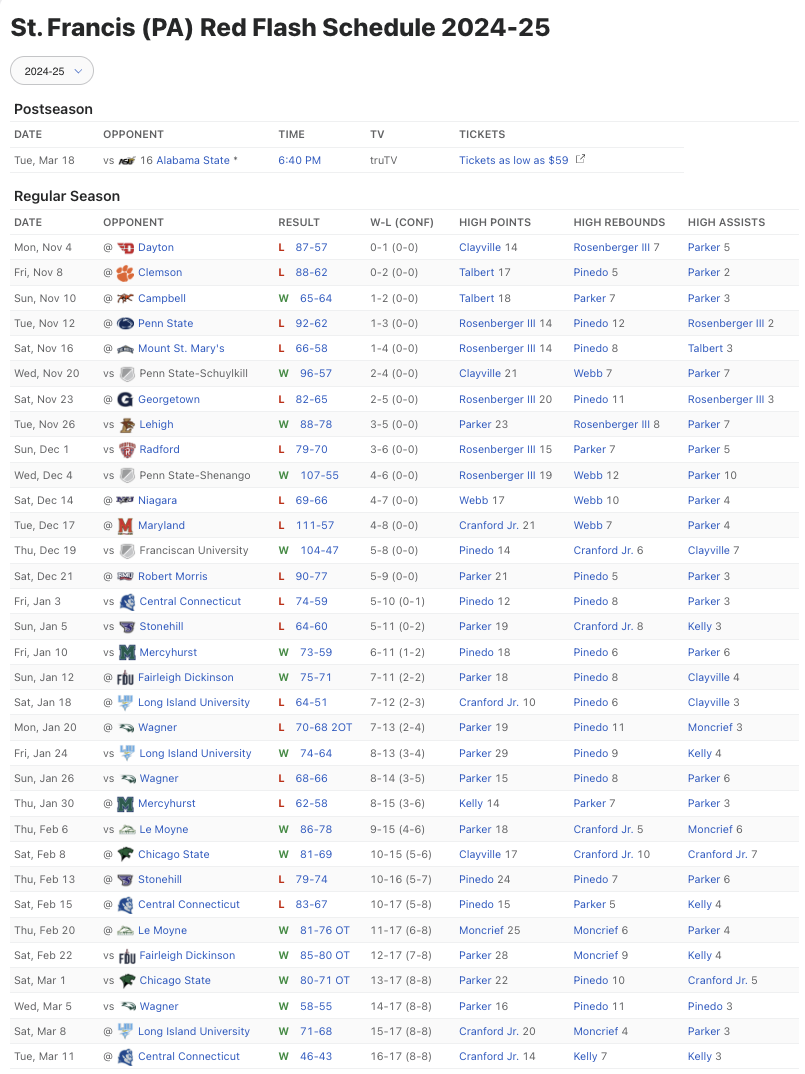 St. Francis (PA) Red Flash Schedule 2024-25
2024-25
Postseason
DATE OPPONENT TIME TV TICKETS
Tue, Mar 18 vs ASU 16 Alabama State * 6:40 PM truTV Tickets as low as $59
Regular Season
DATE OPPONENT RESULT W-L (CONF) HIGH POINTS HIGH REBOUNDS HIGH ASSISTS
Mon, Nov 4 @ Dayton L 87-57 0-1 (0-0) Clayville 14 Rosenberger III 7 Parker 5
Fri, Nov 8 @ Clemson L 88-62 0-2 (0-0) Talbert 17 Pinedo 5 Parker 2
Sun, Nov 10 @ Campbell W 65-64 1-2 (0-0) Talbert 18 Parker 7 Parker 3
Tue, Nov 12 @ Penn State L 92-62 1-3 (0-0) Rosenberger III 14 Pinedo 12 Rosenberger III 2
Sat, Nov 16 @ Mount St. Mary's L 66-58 1-4 (0-0) Rosenberger III 14 Pinedo 8 Talbert 3
Wed, Nov 20 vs Penn State-Schuylkill W 96-57 2-4 (0-0) Clayville 21 Webb 7 Parker 7
Sat, Nov 23 @ G Georgetown L 82-65 2-5 (0-0) Rosenberger III 20 Pinedo 11 Rosenberger III 3
Tue, Nov 26 vs Lehigh W 88-78 3-5 (0-0) Parker 23 Rosenberger III 8 Parker 7
Sun, Dec 1 vs Radford L 79-70 3-6 (0-0) Rosenberger III 15 Parker 7 Parker 5
Wed, Dec 4 vs Penn State-Shenango W 107-55 4-6 (0-0) Rosenberger III 19 Webb 12 Parker 10
Sat, Dec 14 @ Niagara L 69-66 4-7 (0-0) Webb 17 Webb 10 Parker 4
Tue, Dec 17 @ M Maryland L 111-57 4-8 (0-0) Cranford Jr. 21 Webb 7 Parker 4
Thu, Dec 19 vs Franciscan University W 104-47 5-8 (0-0) Pinedo 14 Cranford Jr. 6 Clayville 7
Sat, Dec 21 @ RMU Robert Morris L 90-77 5-9 (0-0) Parker 21 Pinedo 5 Parker 3
Fri, Jan 3 vs Central Connecticut L 74-59 5-10 (0-1) Pinedo 12 Pinedo 8 Parker 3
Sun, Jan 5 vs Stonehill L 64-60 5-11 (0-2) Parker 19 Cranford Jr. 8 Kelly 3
Fri, Jan 10 vs M Mercyhurst W 73-59 6-11 (1-2) Pinedo 18 Pinedo 6 Parker 6
Sun, Jan 12 @ FDU Fairleigh Dickinson W 75-71 7-11 (2-2) Parker 18 Pinedo 8 Clayville 4
Sat, Jan 18 @ Long Island University L 64-51 7-12 (2-3) Cranford Jr. 10 Pinedo 6 Clayville 3
Mon, Jan 20 @ Wagner L 70-68 2OT 7-13 (2-4) Parker 19 Pinedo 11 Moncrief 3
Fri, Jan 24 vs Long Island University W 74-64 8-13 (3-4) Parker 29 Pinedo 9 Kelly 4
Sun, Jan 26 vs Wagner L 68-66 8-14 (3-5) Parker 15 Pinedo 8 Parker 6
Thu, Jan 30 @ M Mercyhurst L 62-58 8-15 (3-6) Kelly 14 Parker 7 Parker 3
Thu, Feb 6 vs Le Moyne W 86-78 9-15 (4-6) Parker 18 Cranford Jr. 5 Moncrief 6
Sat, Feb 8 @ Chicago State W 81-69 10-15 (5-6) Clayville 17 Cranford Jr. 10 Cranford Jr. 7
Thu, Feb 13 @ Stonehill L 79-74 10-16 (5-7) Pinedo 24 Pinedo 7 Parker 6
Sat, Feb 15 @ Central Connecticut L 83-67 10-17 (5-8) Pinedo 15 Parker 5 Kelly 4
Thu, Feb 20 @ Le Moyne W 81-76 OT 11-17 (6-8) Moncrief 25 Moncrief 6 Parker 4
Sat, Feb 22 vs FDU Fairleigh Dickinson W 85-80 OT 12-17 (7-8) Parker 28 Moncrief 9 Kelly 4
Sat, Mar 1 vs Chicago State W 80-71 OT 13-17 (8-8) Parker 22 Pinedo 10 Cranford Jr. 5
Wed, Mar 5 vs Wagner W 58-55 14-17 (8-8) Parker 16 Pinedo 11 Pinedo 3
Sat, Mar 8 @ Long Island University W 71-68 15-17 (8-8) Cranford Jr. 20 Moncrief 4 Parker 3
Tue, Mar 11 @ Central Connecticut W 46-43 16-17 (8-8) Cranford Jr. 14 Kelly 7 Kelly 3